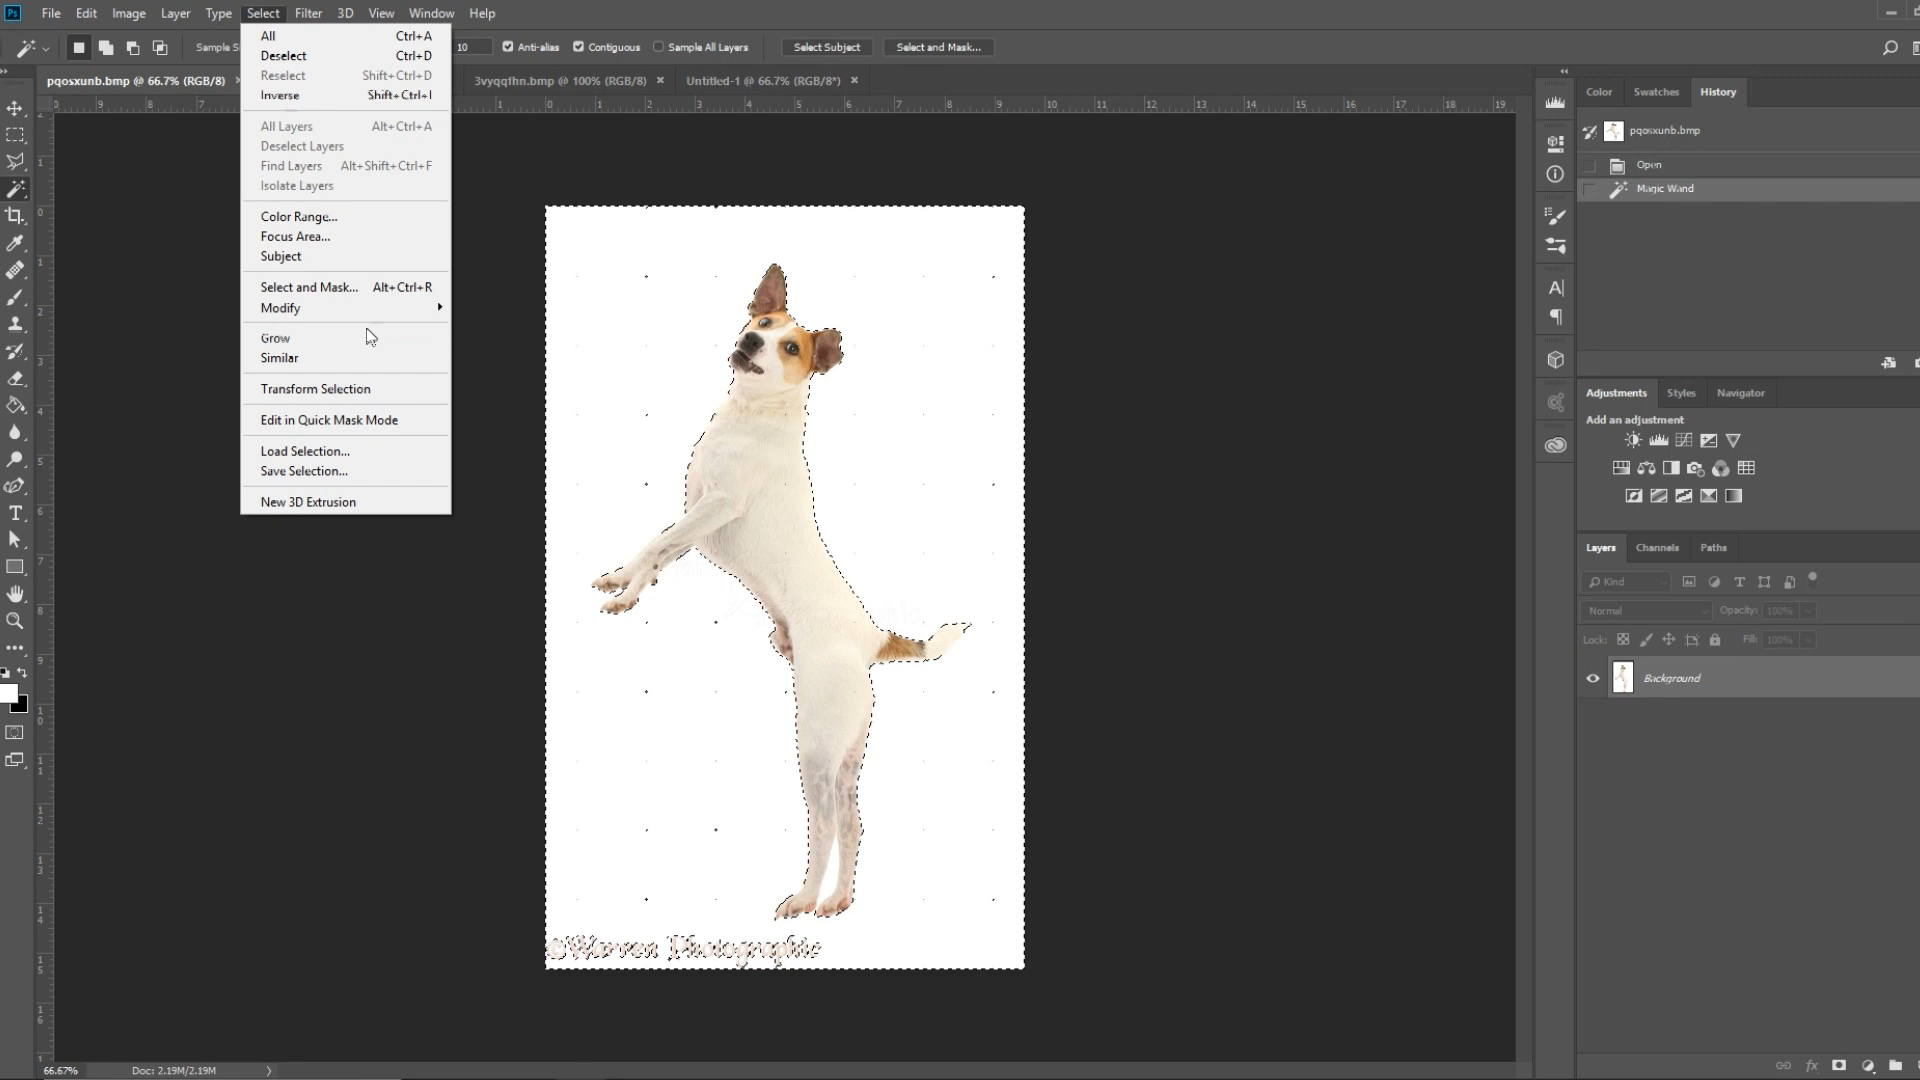 Ps File Edit Image Layer Type Select Filter 3D View Window Help
10 Anti-alias Contiguous Sample All Layers Select Subject Select and Mask...
pqosxunb.bmp @ 66.7% (RGB/8) × 3vyqqfhn.bmp @ 100% (RGB/8) × Untitled-1 @ 66.7% (RGB/8*) ×
All Ctrl+A
Deselect Ctrl+D
Reselect Shift+Ctrl+D
Inverse Shift+Ctrl+I
All Layers Alt+Ctrl+A
Deselect Layers
Find Layers Alt+Shift+Ctrl+F
Isolate Layers
Color Range...
Focus Area...
Subject
Select and Mask... Alt+Ctrl+R
Modify
Grow
Similar
Transform Selection
Edit in Quick Mask Mode
Load Selection...
Save Selection...
New 3D Extrusion
©Warren Photographic
Color Swatches History
pqosxunb.bmp
Open
Magic Wand
Adjustments Styles Navigator
Add an adjustment
Layers Channels Paths
Kind
Normal Opacity: 100%
Lock: Fill: 100%
Background
66.67% Doc: 2.19M/2.19M